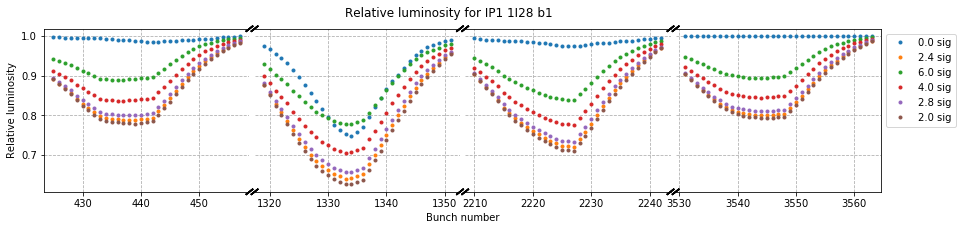 Relative luminosity for IP1 1I28 b1
Relative luminosity
1.0
0.9
0.8
0.7
430 440 450 1320 1330 1340 1350 2210 2220 2230 2240 3530 3540 3550 3560
Bunch number
0.0 sig
2.4 sig
6.0 sig
4.0 sig
2.8 sig
2.0 sig